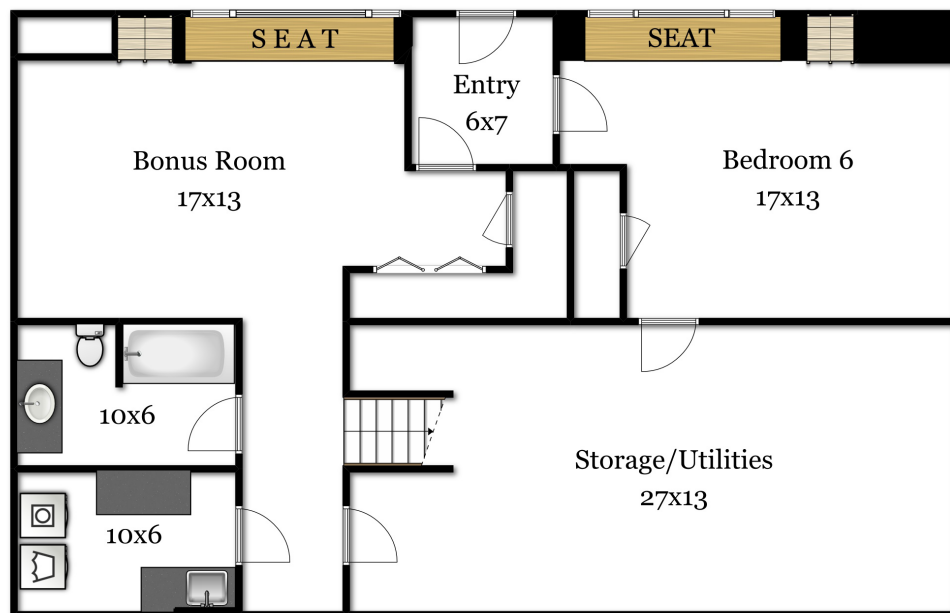 SEAT
SEAT
Entry
6x7
Bonus Room
17x13
Bedroom 6
17x13
10x6
Storage/Utilities
27x13
10x6